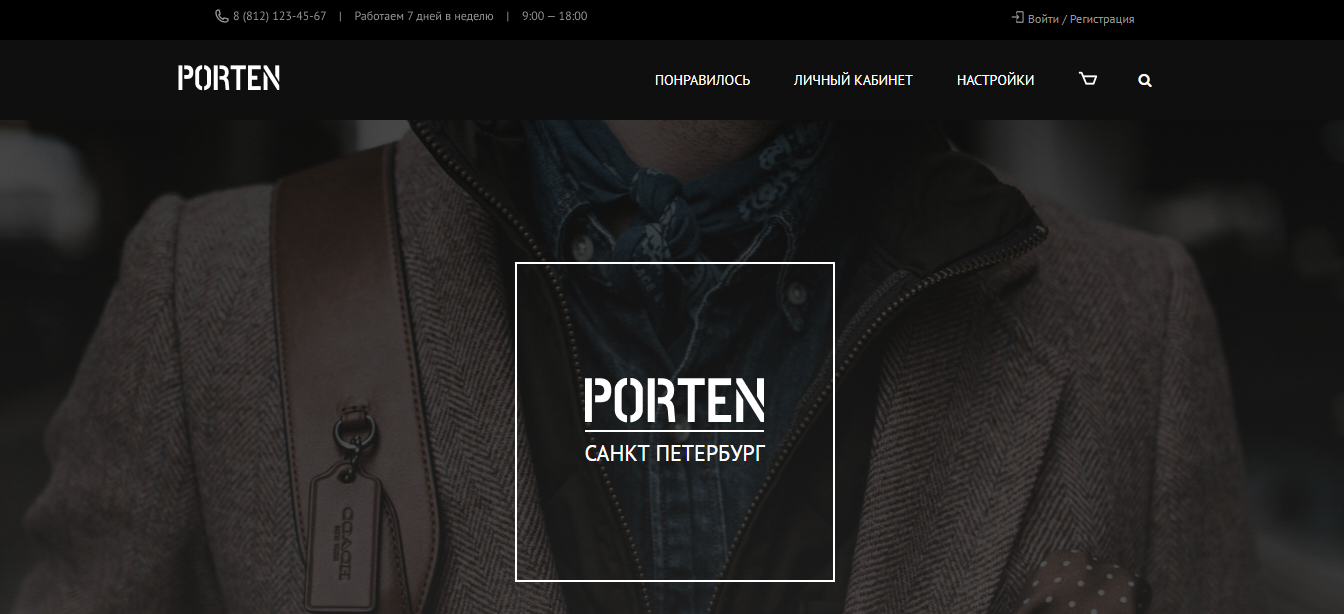 8 (812) 123-45-67 | Работаем 7 дней в неделю | 9:00 — 18:00
Войти / Регистрация
PORTEN
ПОНРАВИЛОСЬ
ЛИЧНЫЙ КАБИНЕТ
НАСТРОЙКИ
PORTEN
САНКТ ПЕТЕРБУРГ
COACH